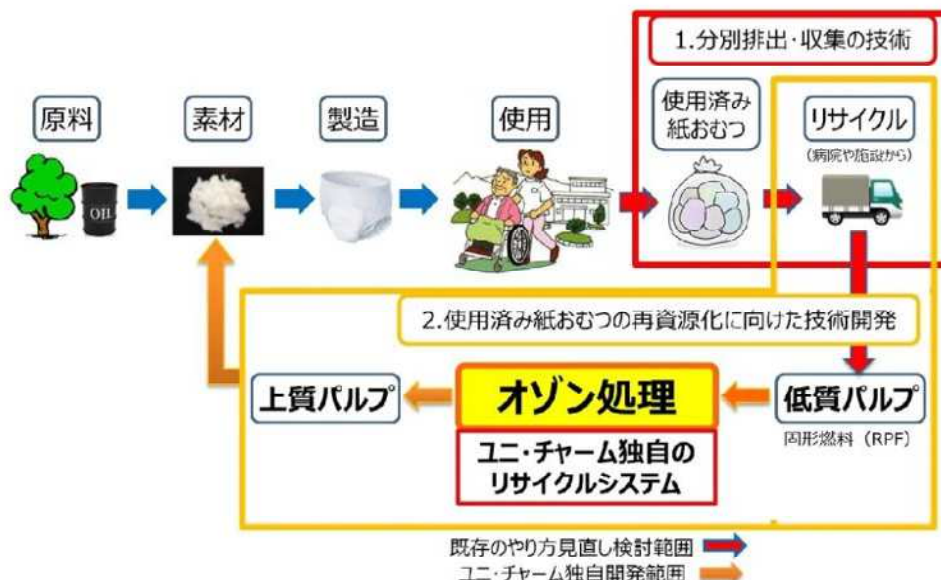 1.分別排出・収集の技術
原料
素材
製造
使用
使用済み
紙おむつ
リサイクル
(病院や施設から)
OIL
2.使用済み紙おむつの再資源化に向けた技術開発
上質パルプ
オゾン処理
低質パルプ
ユニ・チャーム独自の
リサイクルシステム
固形燃料（RPF）
既存のやり方見直し検討範囲
ユニ・チャーム独自開発範囲